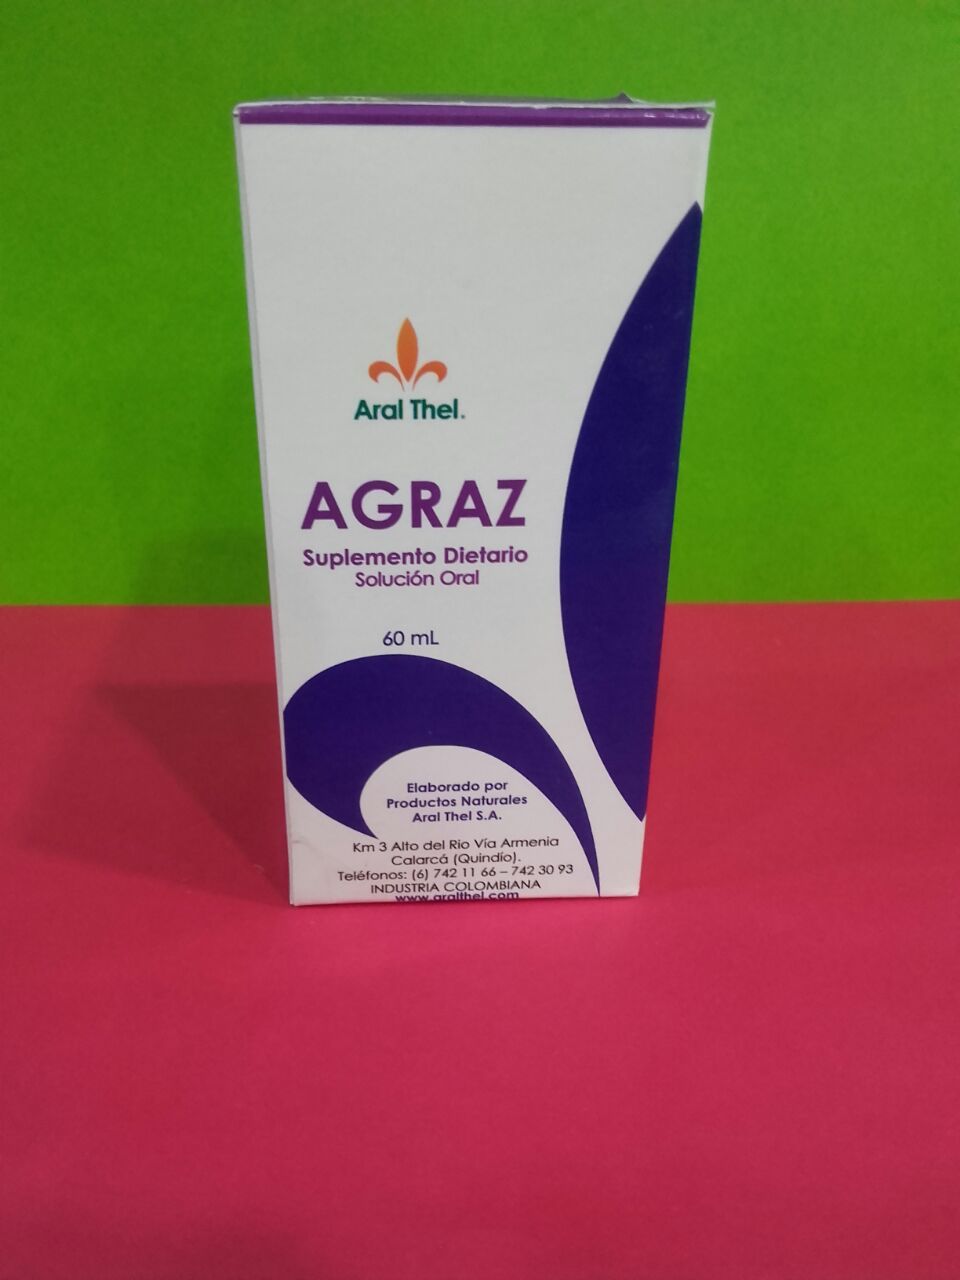 Aral Thel.
AGRAZ
Suplemento Dietario
Solución Oral
60 mL
Elaborado por
Productos Naturales
Aral Thel S.A.
Km 3 Alto del Rio Vía Armenia
Calarcá (Quindío).
Teléfonos: (6) 742 11 66 – 742 30 93
INDUSTRIA COLOMBIANA
www.aralthel.com